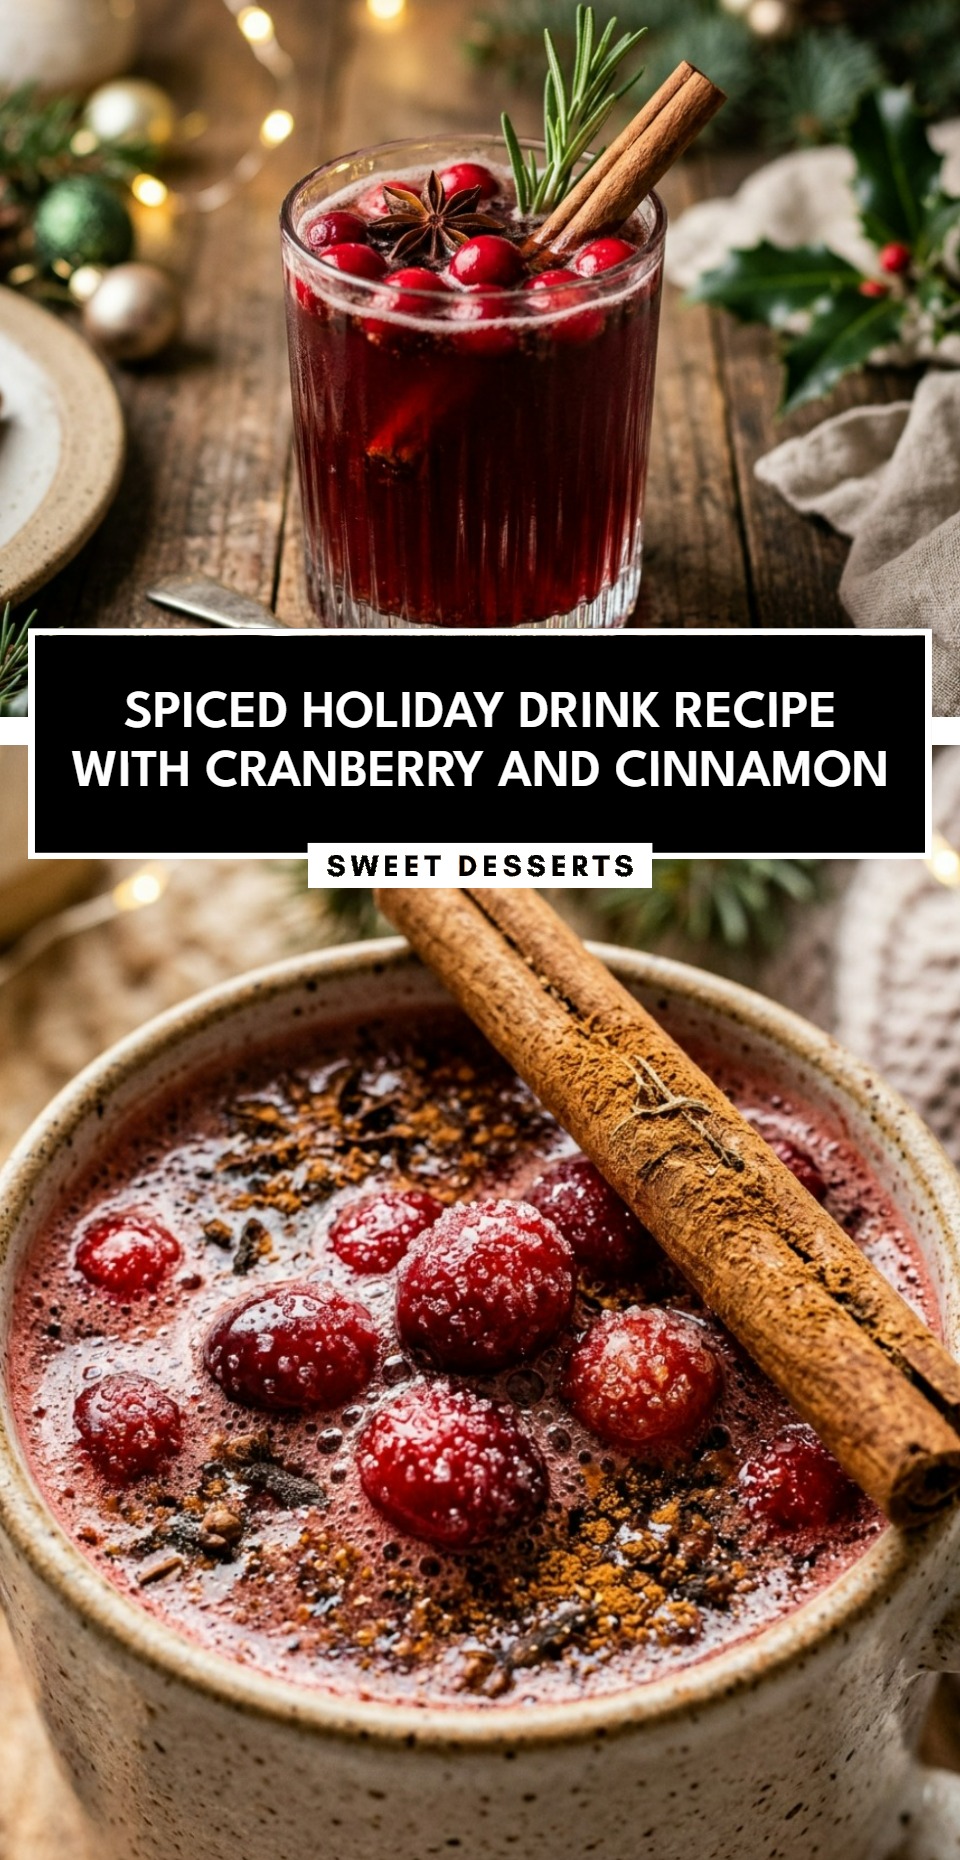 SPICED HOLIDAY DRINK RECIPE
WITH CRANBERRY AND CINNAMON
SWEET DESSERTS